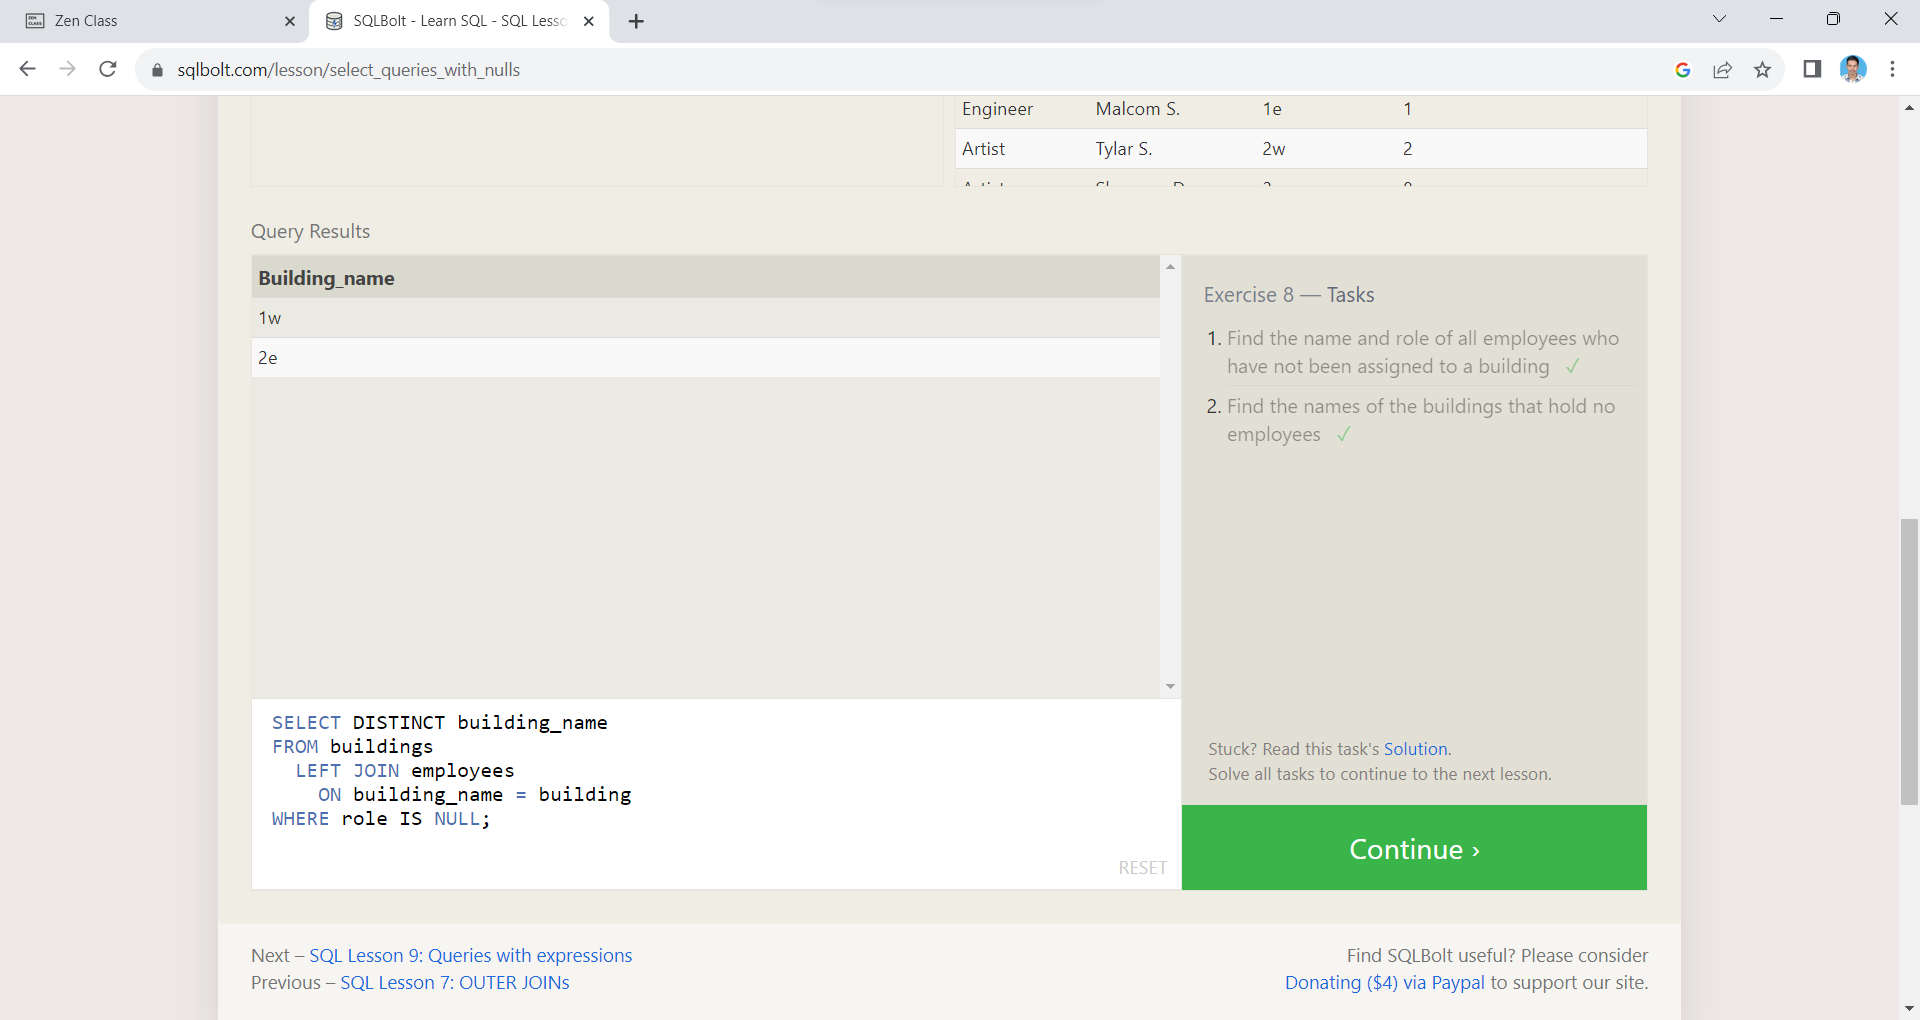 Zen Class
SQLBolt - Learn SQL - SQL Less
sqlbolt.com/lesson/select_queries_with_nulls
Engineer Malcom S. 1e 1
Artist Tylar S. 2w 2
Query Results
Building_name
1w
2e
Exercise 8 — Tasks
1. Find the name and role of all employees who
have not been assigned to a building ✓
2. Find the names of the buildings that hold no
employees ✓
SELECT DISTINCT building_name
FROM buildings
LEFT JOIN employees
ON building_name = building
WHERE role IS NULL;
RESET
Stuck? Read this task's Solution.
Solve all tasks to continue to the next lesson.
Continue ›
Next – SQL Lesson 9: Queries with expressions
Previous – SQL Lesson 7: OUTER JOINs
Find SQLBolt useful? Please consider
Donating ($4) via Paypal to support our site.